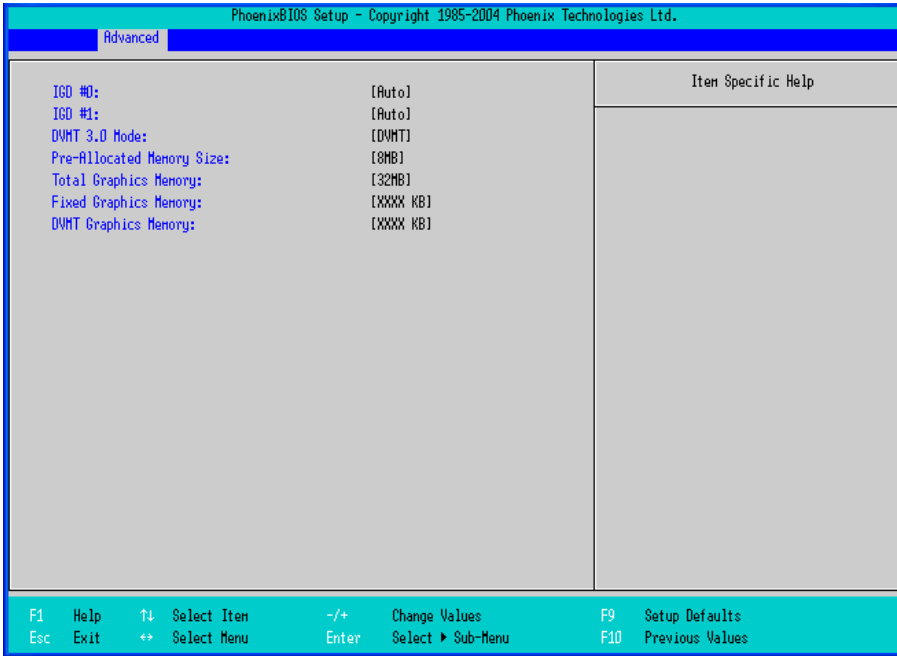 PhoenixBIOS Setup - Copyright 1985-2004 Phoenix Technologies Ltd.
Advanced
IGD #0: [Auto]
IGD #1: [Auto]
DVMT 3.0 Mode: [DVMT]
Pre-Allocated Memory Size: [8MB]
Total Graphics Memory: [32MB]
Fixed Graphics Memory: [XXXX KB]
DVMT Graphics Memory: [XXXX KB]
Item Specific Help
F1 Help ↑↓ Select Item -/+ Change Values F9 Setup Defaults
Esc Exit ↔ Select Menu Enter Select ▶ Sub-Menu F10 Previous Values